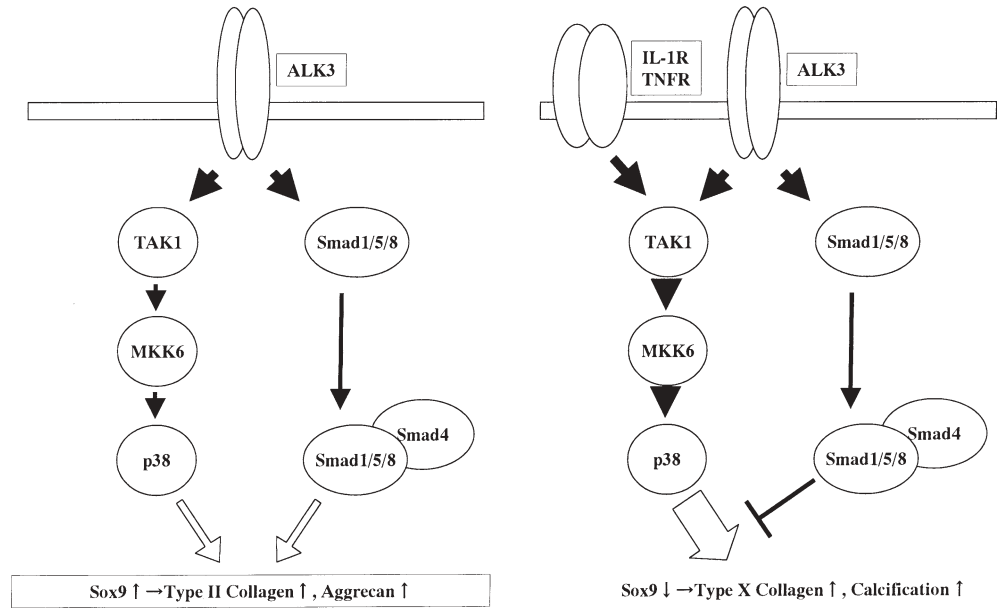 ALK3
TAK1
Smad1/5/8
MKK6
p38
Smad4
Smad1/5/8
Sox9 ↑ →Type II Collagen ↑ , Aggrecan ↑
IL-1R
TNFR
ALK3
TAK1
Smad1/5/8
MKK6
p38
Smad4
Smad1/5/8
Sox9 ↓ →Type X Collagen ↑ , Calcification ↑